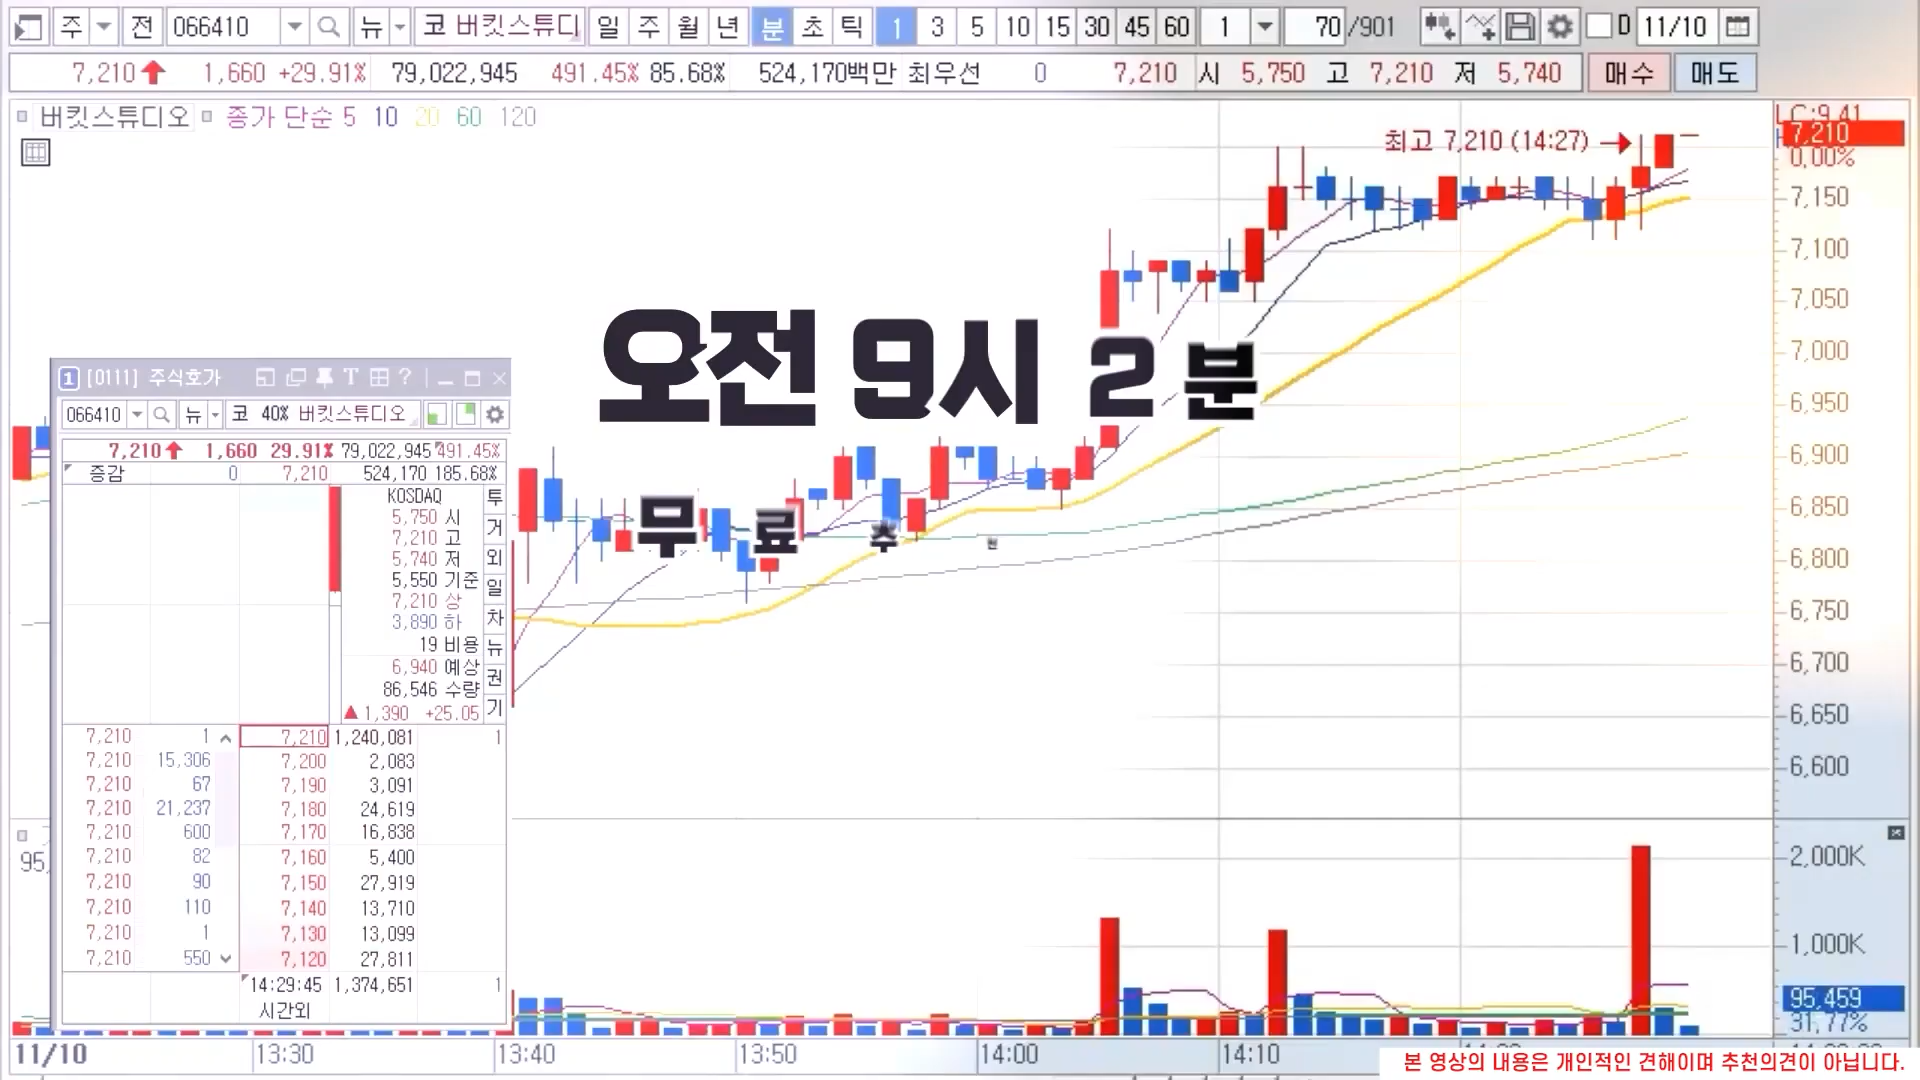 주 전 066410 뉴 코 버킷스튜디 일 주 월 년 분 초 틱 1 3 5 10 15 30 45 60 1 70 /901 D 11/10
7,210 1,660 +29.91% 79,022,945 491.45% 85.68% 524,170백만 최우선 0 7,210 시 5,750 고 7,210 저 5,740 매수 매도
버킷스튜디오 종가 단순 5 10 20 60 120
LC:9.41
최고 7,210 (14:27)
7,210
0.00%
7,150
7,100
7,050
7,000
6,950
6,900
6,850
6,800
6,750
6,700
6,650
6,600
오전 9시 2분
무료추천
1 [0111] 주식호가 T ?
066410 뉴 코 40% 버킷스튜디오
7,210 1,660 29.91% 79,022,945 491.45%
증감 0 7,210 524,170 185.68%
KOSDAQ 투
5,750 시
7,210 고 거
5,740 저 외
5,550 기준 일
7,210 상
3,890 하 차
19 비용 뉴
6,940 예상 권
86,546 수량
▲ 1,390 +25.05 기
7,210 1 7,210 1,240,081 1
7,210 15,306 7,200 2,083
7,210 67 7,190 3,091
7,210 21,237 7,180 24,619
7,210 600 7,170 16,838
7,210 82 7,160 5,400
7,210 90 7,150 27,919
7,210 110 7,140 13,710
7,210 1 7,130 13,099
7,210 550 7,120 27,811
14:29:45 1,374,651 1
시간외
95,
2,000K
1,000K
95,459
31.77%
11/10 13:30 13:40 13:50 14:00 14:10
본 영상의 내용은 개인적인 견해이며 추천의견이 아닙니다.